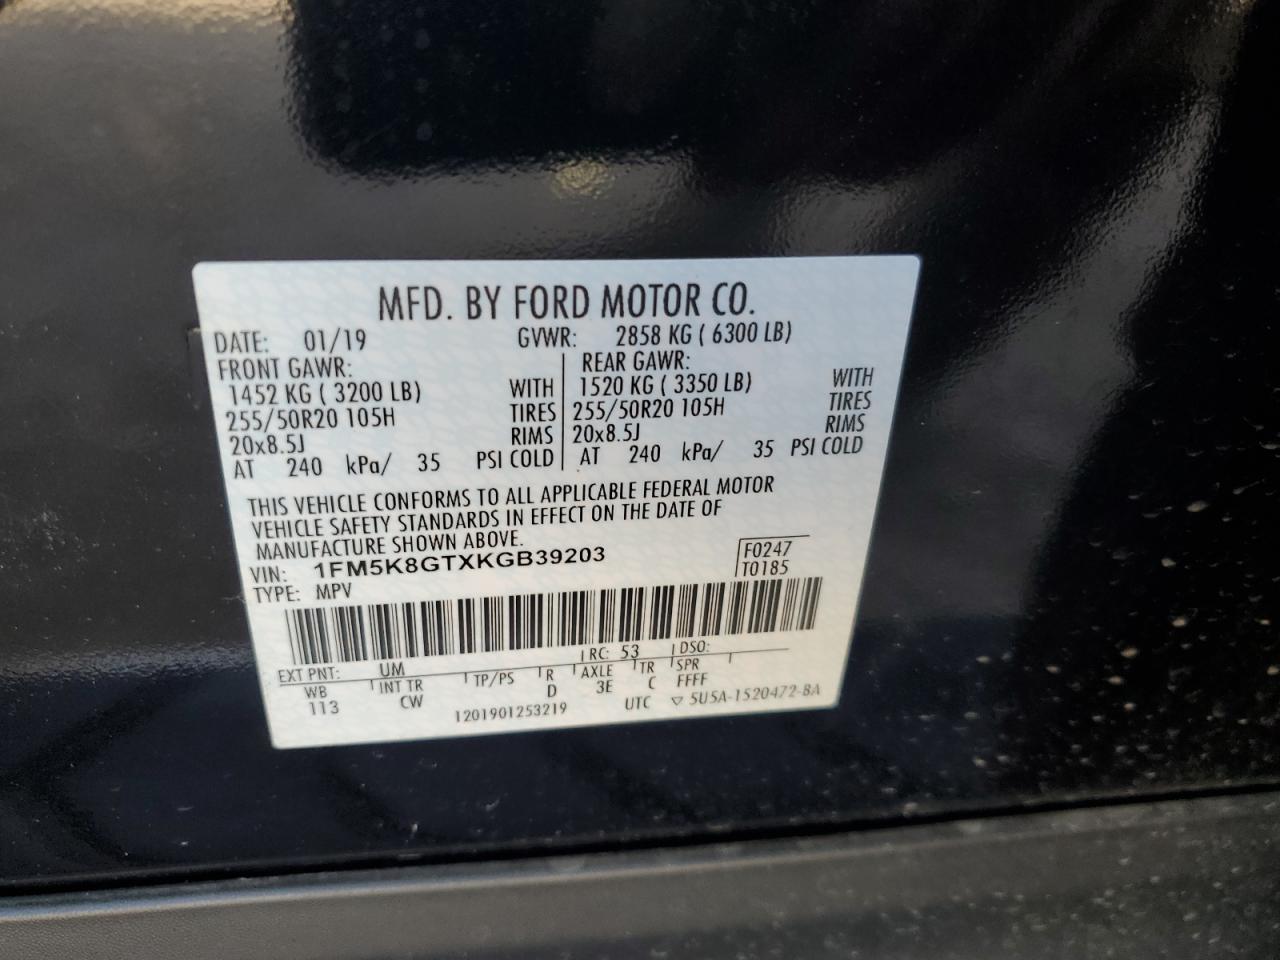 MFD. BY FORD MOTOR CO.
DATE: 01/19 GVWR: 2858 KG ( 6300 LB)
FRONT GAWR: REAR GAWR:
1452 KG ( 3200 LB) WITH 1520 KG ( 3350 LB) WITH
255/50R20 105H TIRES 255/50R20 105H TIRES
20x8.5J RIMS 20x8.5J RIMS
AT 240 kPa/ 35 PSI COLD AT 240 kPa/ 35 PSI COLD
THIS VEHICLE CONFORMS TO ALL APPLICABLE FEDERAL MOTOR
VEHICLE SAFETY STANDARDS IN EFFECT ON THE DATE OF
MANUFACTURE SHOWN ABOVE.
VIN: 1FM5K8GTXKGB39203 F0247
TYPE: MPV T0185
EXT PNT: UM RC: 53 DSO:
WB INT TR TP/PS R AXLE TR SPR
113 CW D 3E C FFFF
1201901253219 UTC ▽ 5U5A-1520472-BA